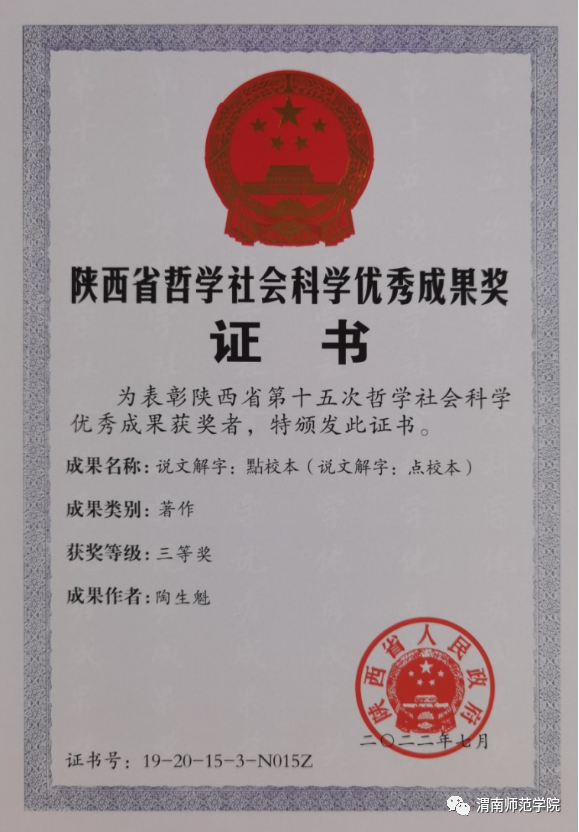 陕西省哲学社会科学优秀成果奖
证 书
为表彰陕西省第十五次哲学社会科学
优秀成果获奖者，特颁发此证书。
成果名称：说文解字：點校本（说文解字：点校本）
成果类别：著作
获奖等级：三等奖
成果作者：陶生魁
陕西省人民政府
二〇二二年七月
证书号：19-20-15-3-N015Z
渭南师范学院